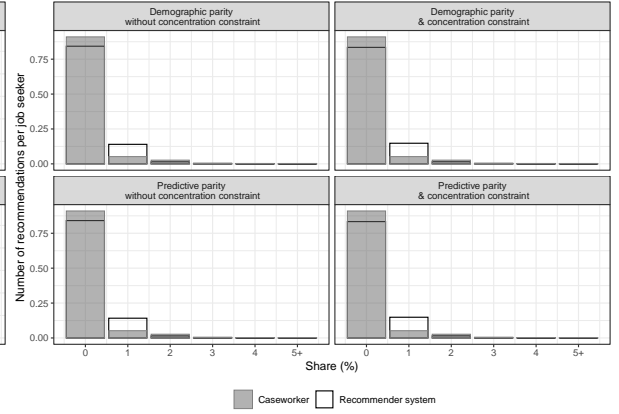 Demographic parity
without concentration constraint
Demographic parity
& concentration constraint
0.75
0.50
0.25
0.00
Predictive parity
without concentration constraint
Predictive parity
& concentration constraint
0.75
0.50
0.25
0.00
Number of recommendations per job seeker
0 1 2 3 4 5+
0 1 2 3 4 5+
Share (%)
Caseworker Recommender system